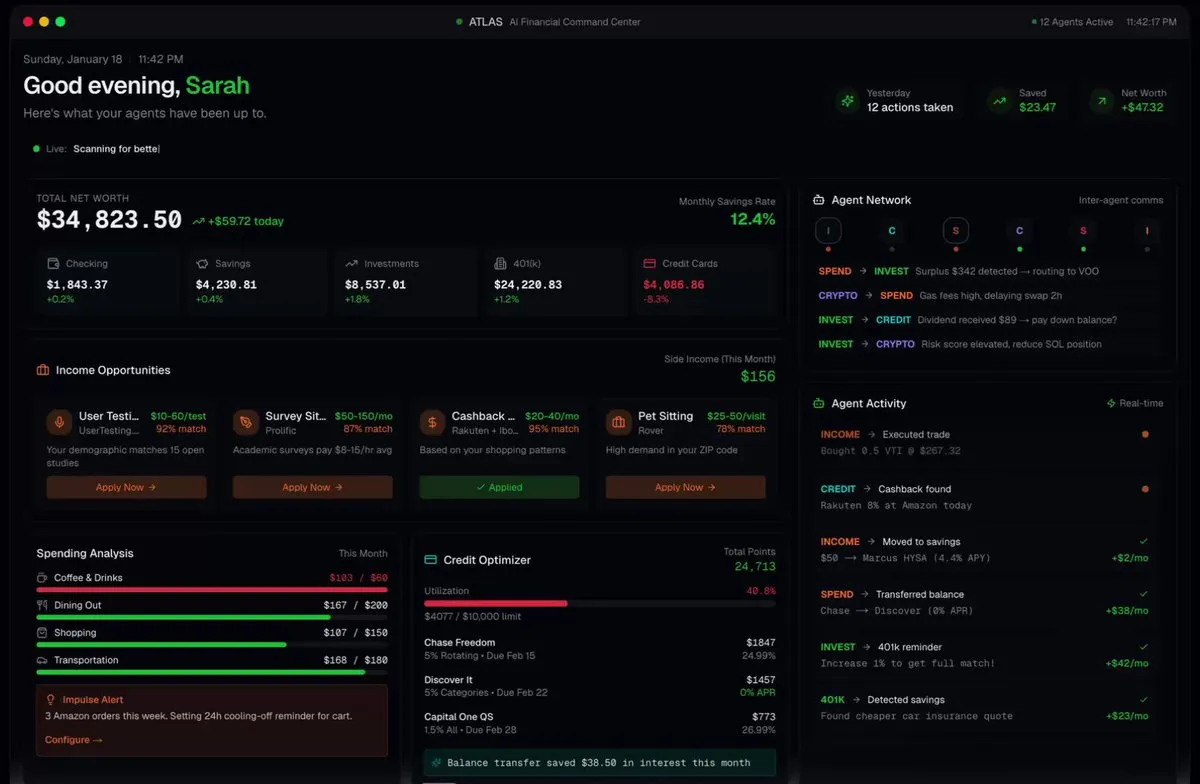 ATLAS AI Financial Command Center
12 Agents Active 11:42:17 PM
Sunday, January 18 · 11:42 PM
Good evening, Sarah
Here's what your agents have been up to.
Yesterday
12 actions taken
Saved
$23.47
Net Worth
+$47.32
Live: Scanning for bette
TOTAL NET WORTH
$34,823.50 +$59.72 today
Monthly Savings Rate
12.4%
Checking
$1,843.37
+0.2%
Savings
$4,230.81
+0.4%
Investments
$8,537.01
+1.8%
401(k)
$24,220.83
+1.2%
Credit Cards
$4,086.86
-8.3%
Income Opportunities
Side Income (This Month)
$156
User Testi... $10-60/test
UserTesting... 92% match
Your demographic matches 15 open
studies
Apply Now →
Survey Sit... $50-150/mo
Prolific 87% match
Academic surveys pay $8-15/hr avg
Apply Now →
Cashback ... $20-40/mo
Rakuten + Ibo... 95% match
Based on your shopping patterns
✓ Applied
Pet Sitting $25-50/visit
Rover 78% match
High demand in your ZIP code
Apply Now →
Spending Analysis This Month
Coffee & Drinks $103 / $60
Dining Out $167 / $200
Shopping $107 / $150
Transportation $168 / $180
Impulse Alert
3 Amazon orders this week. Setting 24h cooling-off reminder for cart.
Configure →
Credit Optimizer
Total Points
24,713
Utilization 40.8%
$4077 / $10,000 limit
Chase Freedom $1847
5% Rotating • Due Feb 15 24.99%
Discover It $1457
5% Categories • Due Feb 22 0% APR
Capital One QS $773
1.5% All • Due Feb 28 26.99%
Balance transfer saved $38.50 in interest this month
Agent Network Inter-agent comms
I C S C S I
SPEND → INVEST Surplus $342 detected → routing to VOO
CRYPTO → SPEND Gas fees high, delaying swap 2h
INVEST → CREDIT Dividend received $89 → pay down balance?
INVEST → CRYPTO Risk score elevated, reduce SOL position
Agent Activity Real-time
INCOME → Executed trade
Bought 0.5 VTI @ $267.32
CREDIT → Cashback found
Rakuten 8% at Amazon today
INCOME → Moved to savings
$50 → Marcus HYSA (4.4% APY) +$2/mo
SPEND → Transferred balance
Chase → Discover (0% APR) +$38/mo
INVEST → 401k reminder
Increase 1% to get full match! +$42/mo
401K → Detected savings
Found cheaper car insurance quote +$23/mo